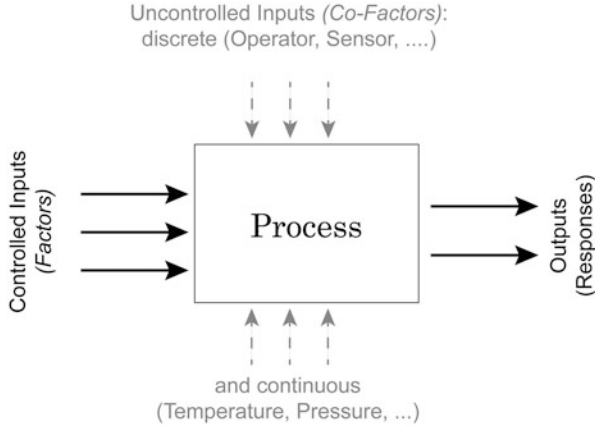 Uncontrolled Inputs (Co-Factors):
discrete (Operator, Sensor, ....)
Controlled Inputs
(Factors)
Process
Outputs
(Responses)
and continuous
(Temperature, Pressure, ...)